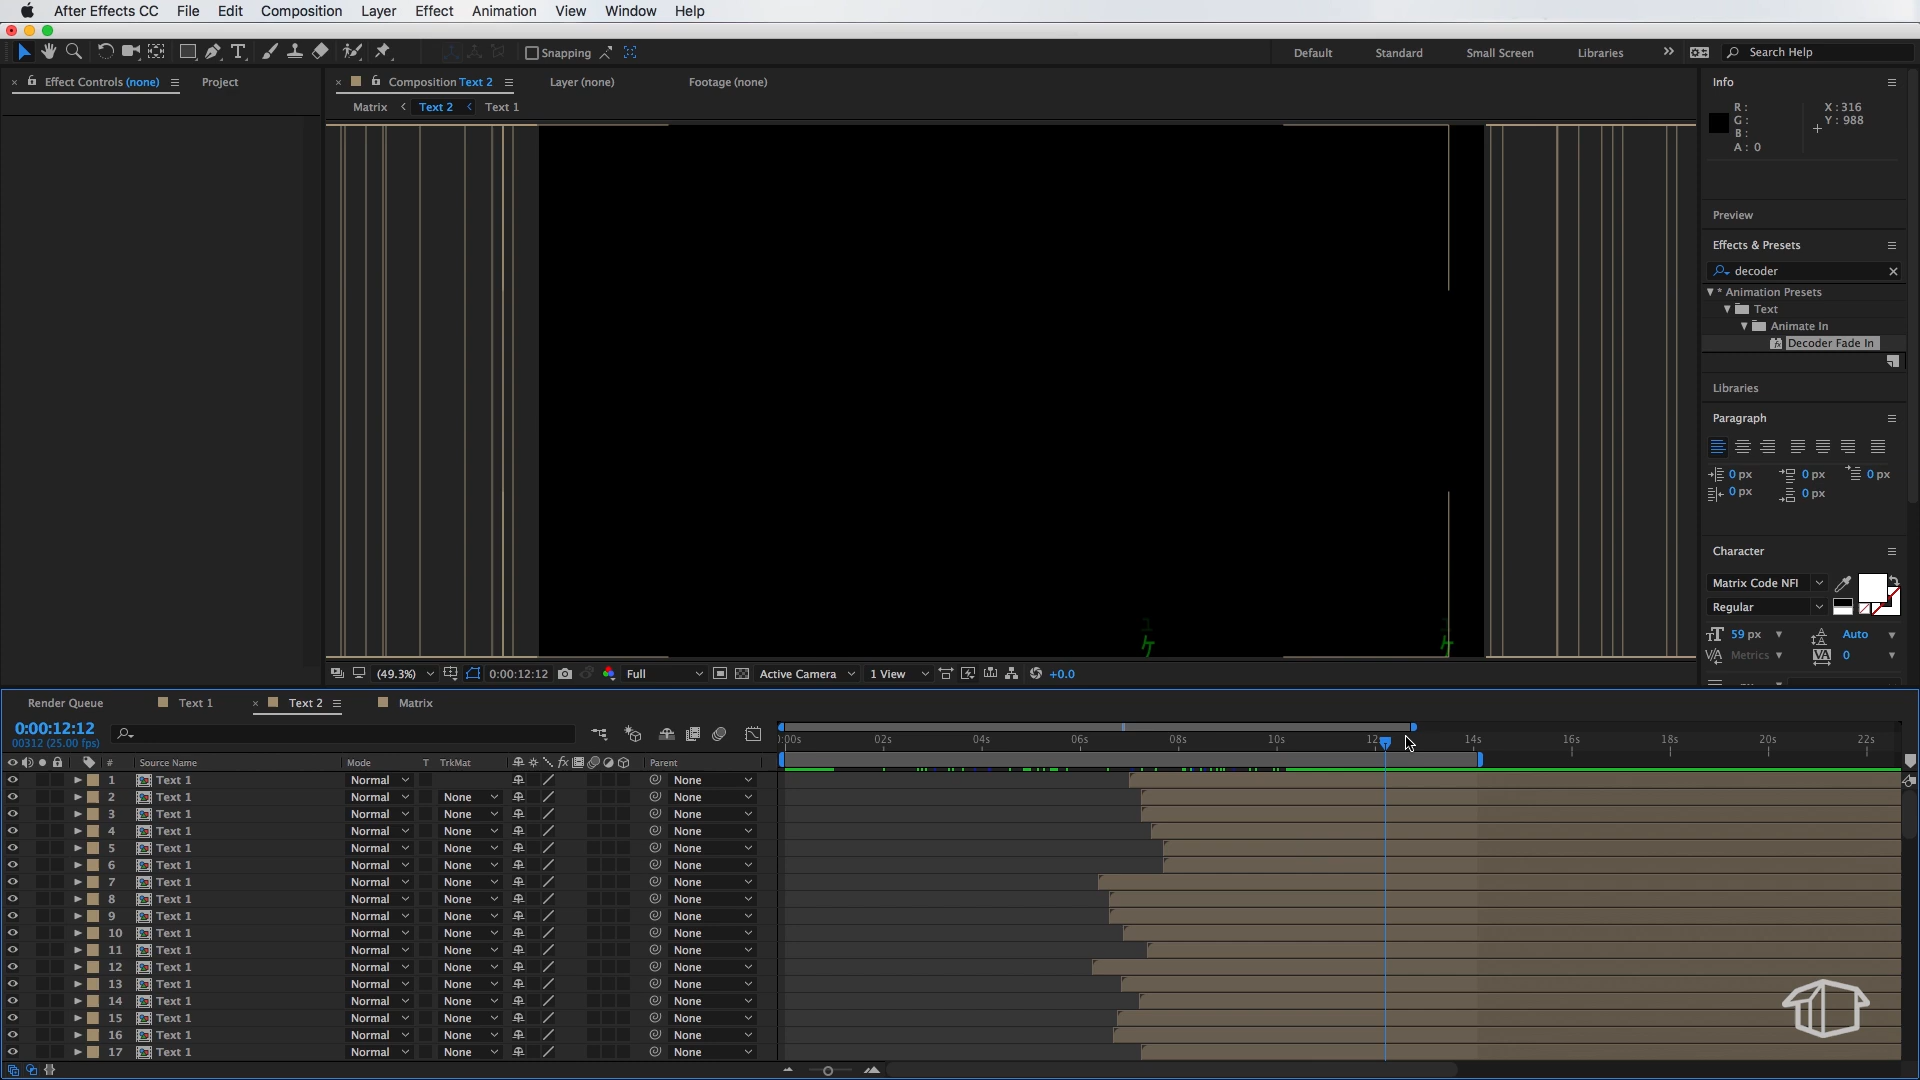 After Effects CC File Edit Composition Layer Effect Animation View Window Help
Snapping Default Standard Small Screen Libraries Search Help
Effect Controls (none) Project Composition Text 2 Layer (none) Footage (none) Info
Matrix Text 2 Text 1
R: X:316
G: Y: 988
B:
A: 0
Preview
Effects & Presets
decoder
* Animation Presets
Text
Animate In
Decoder Fade In
Libraries
Paragraph
0 px 0 px 0 px
0 px 0 px
Character
Matrix Code NFI
Regular
59 px Auto
Metrics 0
ケ ケ
(49.3%) 0:00:12:12 Full Active Camera 1 View +0.0
Render Queue Text 1 Text 2 Matrix
0:00:12:12
00312 (25.00 fps)
:00s 02s 04s 06s 08s 10s 12s 14s 16s 18s 20s 22s
# Source Name Mode T TrkMat Parent
1 Text 1 Normal None
2 Text 1 Normal None None
3 Text 1 Normal None None
4 Text 1 Normal None None
5 Text 1 Normal None None
6 Text 1 Normal None None
7 Text 1 Normal None None
8 Text 1 Normal None None
9 Text 1 Normal None None
10 Text 1 Normal None None
11 Text 1 Normal None None
12 Text 1 Normal None None
13 Text 1 Normal None None
14 Text 1 Normal None None
15 Text 1 Normal None None
16 Text 1 Normal None None
17 Text 1 Normal None None